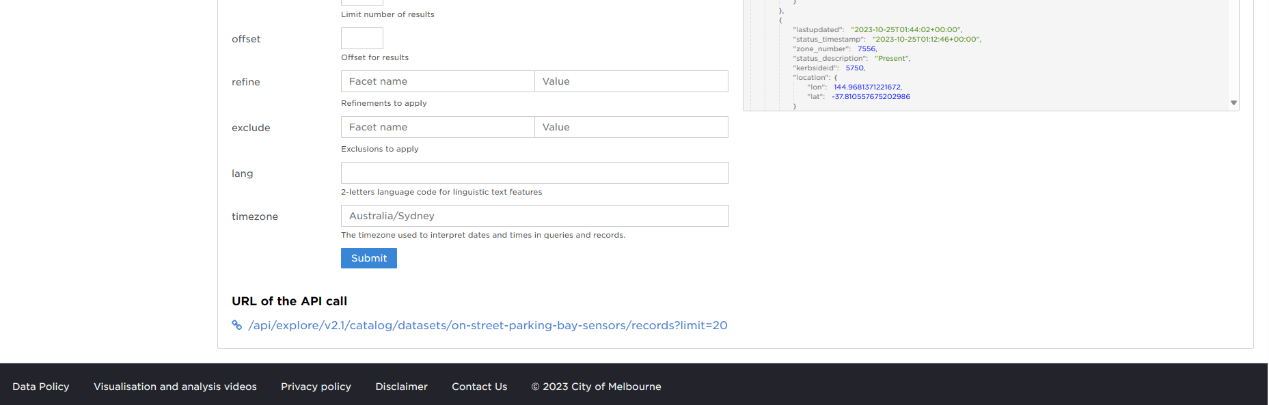 Limit number of results
offset
Offset for results
refine
Facet name
Value
Refinements to apply
exclude
Facet name
Value
Exclusions to apply
lang
2-letters language code for linguistic text features
timezone
Australia/Sydney
The timezone used to interpret dates and times in queries and records.
Submit
}
},
{
"lastupdated": "2023-10-25T01:44:02+00:00",
"status_timestamp": "2023-10-25T01:12:46+00:00",
"zone_number": 7556,
"status_description": "Present",
"kerbsideid": 5750,
"location": {
"lon": 144.9681371221672,
"lat": -37.810557675202986
}
URL of the API call
/api/explore/v2.1/catalog/datasets/on-street-parking-bay-sensors/records?limit=20
Data Policy Visualisation and analysis videos Privacy policy Disclaimer Contact Us © 2023 City of Melbourne